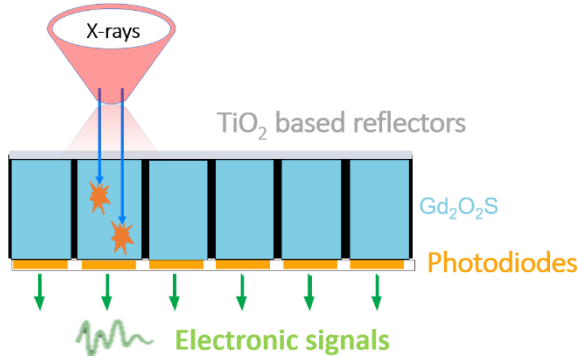 X-rays
TiO₂ based reflectors
Gd₂O₂S
Photodiodes
Electronic signals